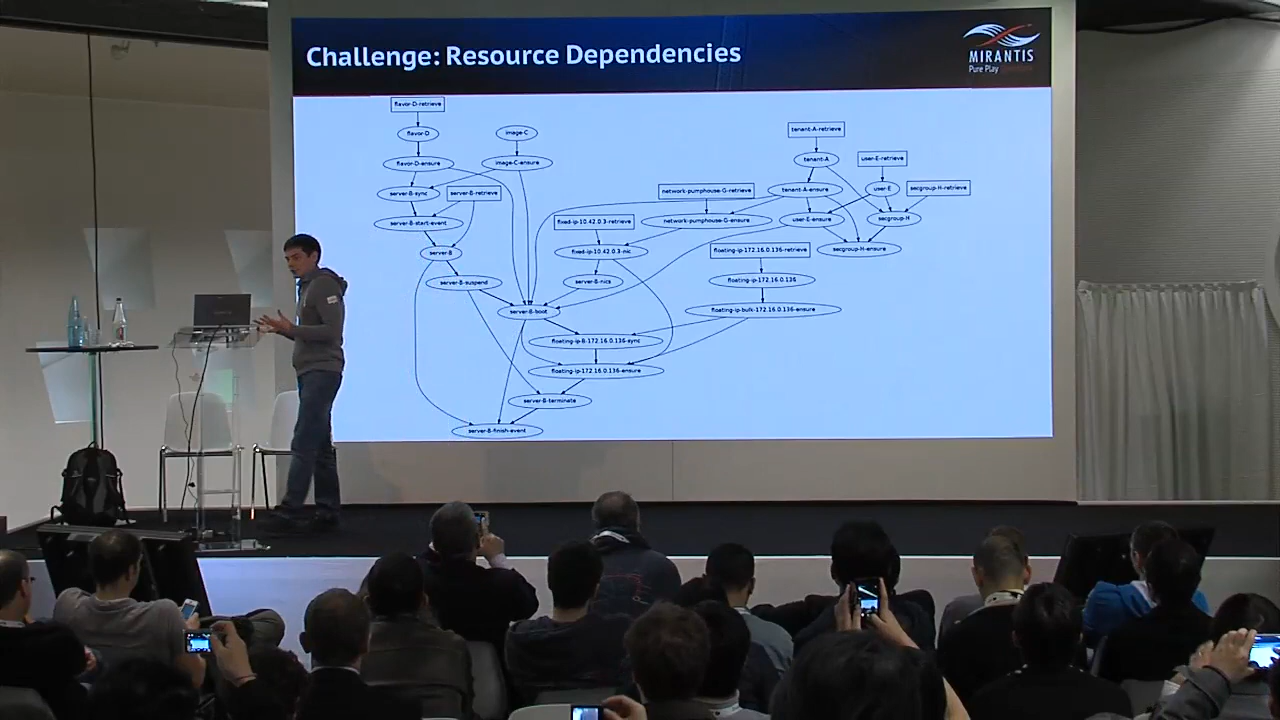 Challenge: Resource Dependencies
MIRANTIS
Pure Play
flavor-D-retrieve
flavor-D
image-C
tenant-A-retrieve
flavor-D-ensure
image-C-ensure
tenant-A
user-E-retrieve
server-B-sync
server-B-retrieve
network-pumphouse-G-retrieve
tenant-A-ensure
user-E
secgroup-H-retrieve
server-B-start-event
fixed-ip-10.42.0.3-retrieve
network-pumphouse-G-ensure
user-E-ensure
secgroup-H
server-B
fixed-ip-10.42.0.3-nic
floating-ip-172.16.0.136-retrieve
secgroup-H-ensure
server-B-suspend
server-B-nics
floating-ip-172.16.0.136
server-B-boot
floating-ip-bulk-172.16.0.136-ensure
floating-ip-B-172.16.0.136-sync
floating-ip-172.16.0.136-ensure
server-B-terminate
server-B-finish-event